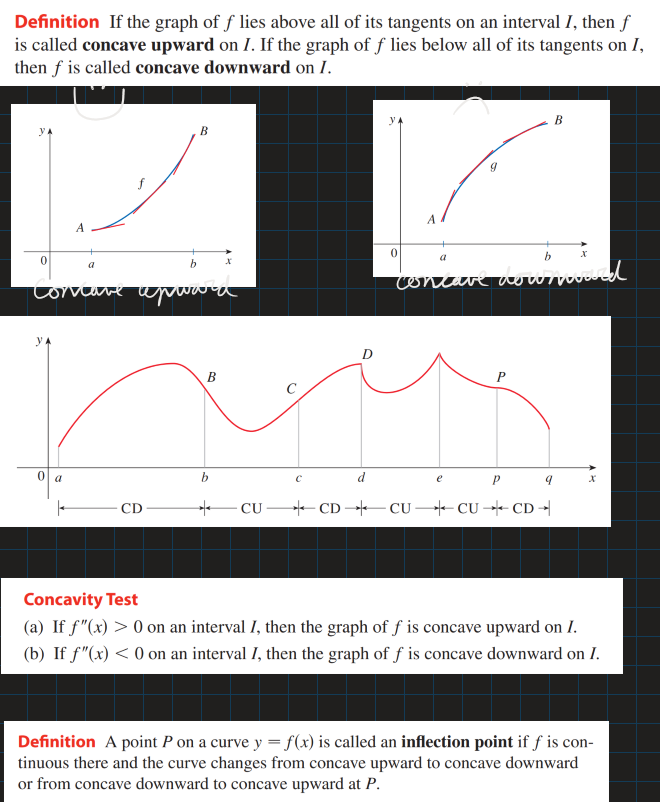 Definition If the graph of f lies above all of its tangents on an interval I, then f
is called concave upward on I. If the graph of f lies below all of its tangents on I,
then f is called concave downward on I.
y
B
f
A
0
a
b
x
concave upward
y
B
g
A
0
a
b
x
concave downward
y
D
B
C
P
0 a b c d e p q x
CD CU CD CU CU CD
Concavity Test
(a) If f″(x) > 0 on an interval I, then the graph of f is concave upward on I.
(b) If f″(x) < 0 on an interval I, then the graph of f is concave downward on I.
Definition A point P on a curve y = f(x) is called an inflection point if f is con-
tinuous there and the curve changes from concave upward to concave downward
or from concave downward to concave upward at P.